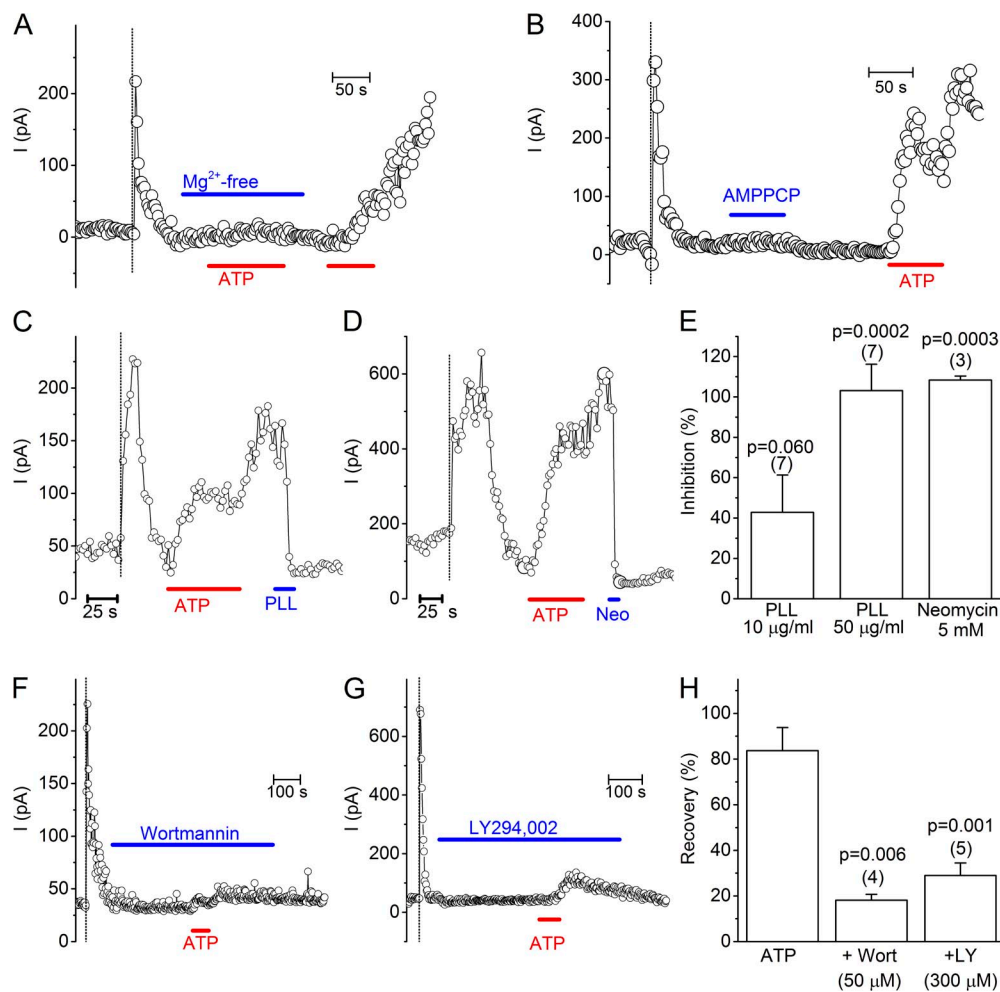 A
I (pA)
200
100
0
50 s
Mg²⁺-free
ATP
B
I (pA)
400
300
200
100
0
50 s
AMPPCP
ATP
C
I (pA)
200
150
100
50
0
25 s
ATP
PLL
D
I (pA)
600
400
200
0
25 s
ATP
Neo
E
Inhibition (%)
120
100
80
60
40
20
0
p=0.060
(7)
p=0.0002
(7)
p=0.0003
(3)
PLL
10 µg/ml
PLL
50 µg/ml
Neomycin
5 mM
F
I (pA)
200
150
100
50
0
100 s
Wortmannin
ATP
G
I (pA)
600
400
200
0
100 s
LY294,002
ATP
H
Recovery (%)
100
80
60
40
20
0
p=0.006
(4)
p=0.001
(5)
ATP
+ Wort
(50 µM)
+LY
(300 µM)